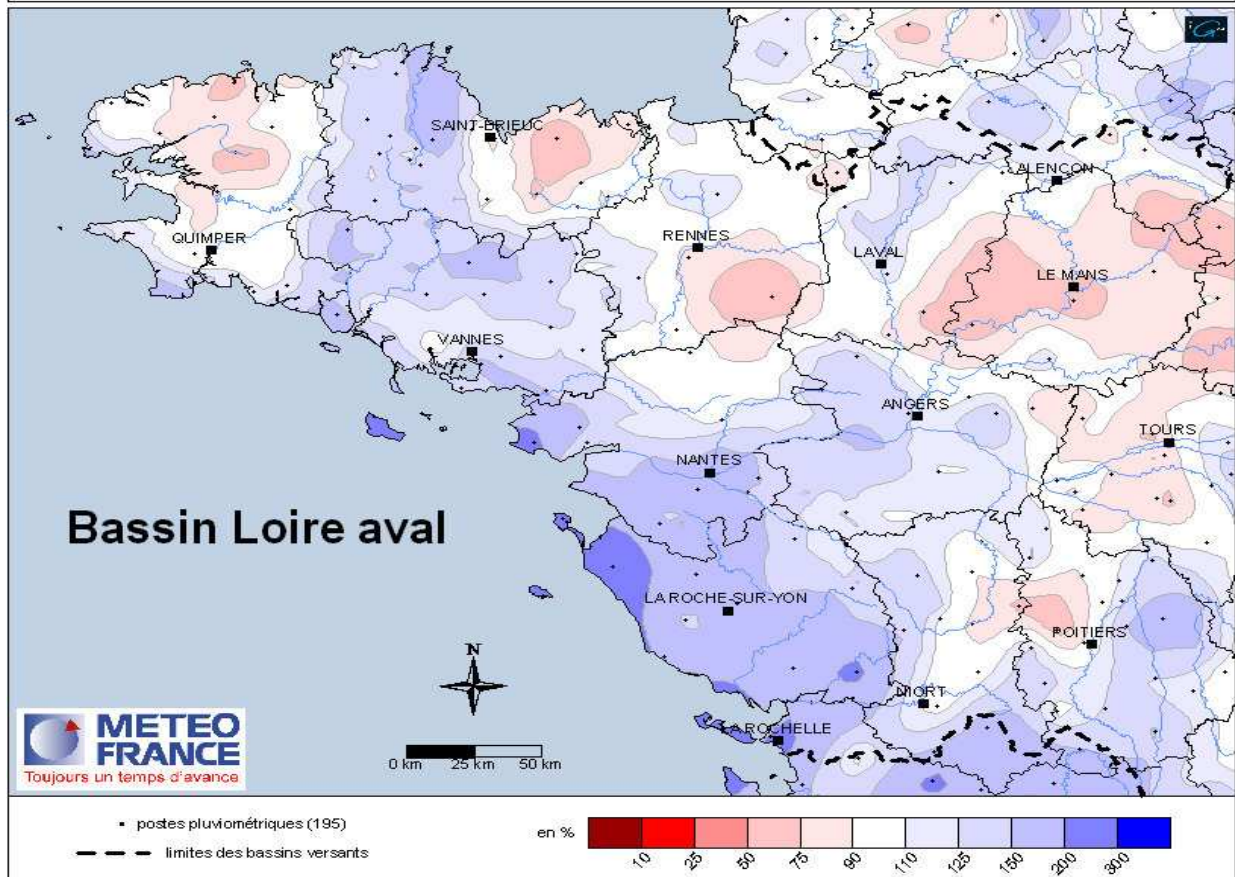 SAINT-BRIEUC
ALENÇON
QUIMPER
RENNES
LAVAL
LE MANS
VANNES
ANGERS
TOURS
NANTES
Bassin Loire aval
LA ROCHE-SUR-YON
POITIERS
N
NIORT
METEO
FRANCE
Toujours un temps d'avance
LA ROCHELLE
0 km 25 km 50 km
postes pluviométriques (195)
limites des bassins versants
en %
10 25 50 75 90 110 125 150 200 300